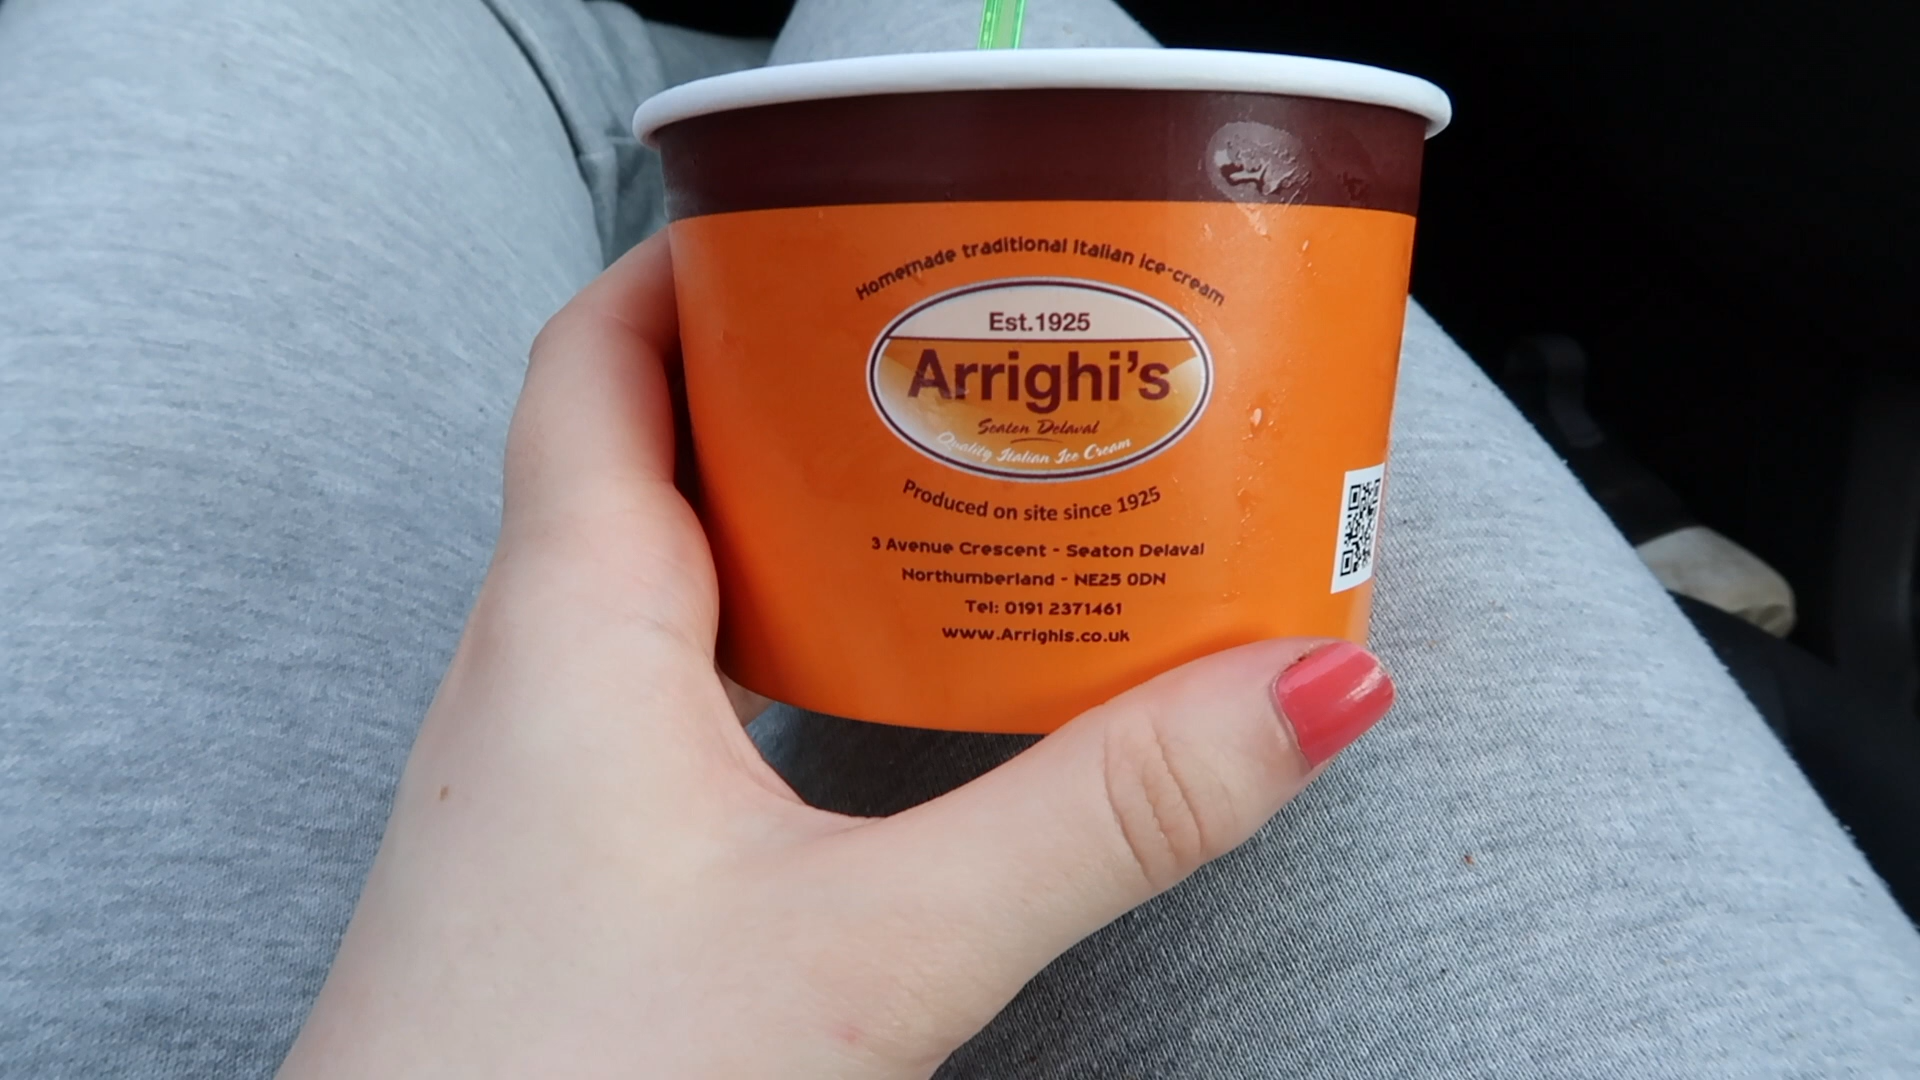 Homemade traditional Italian ice-cream
Est.1925
Arrighi's
Seaton Delaval
Quality Italian Ice Cream
Produced on site since 1925
3 Avenue Crescent - Seaton Delaval
Northumberland - NE25 0DN
Tel: 0191 2371461
www.Arrighis.co.uk